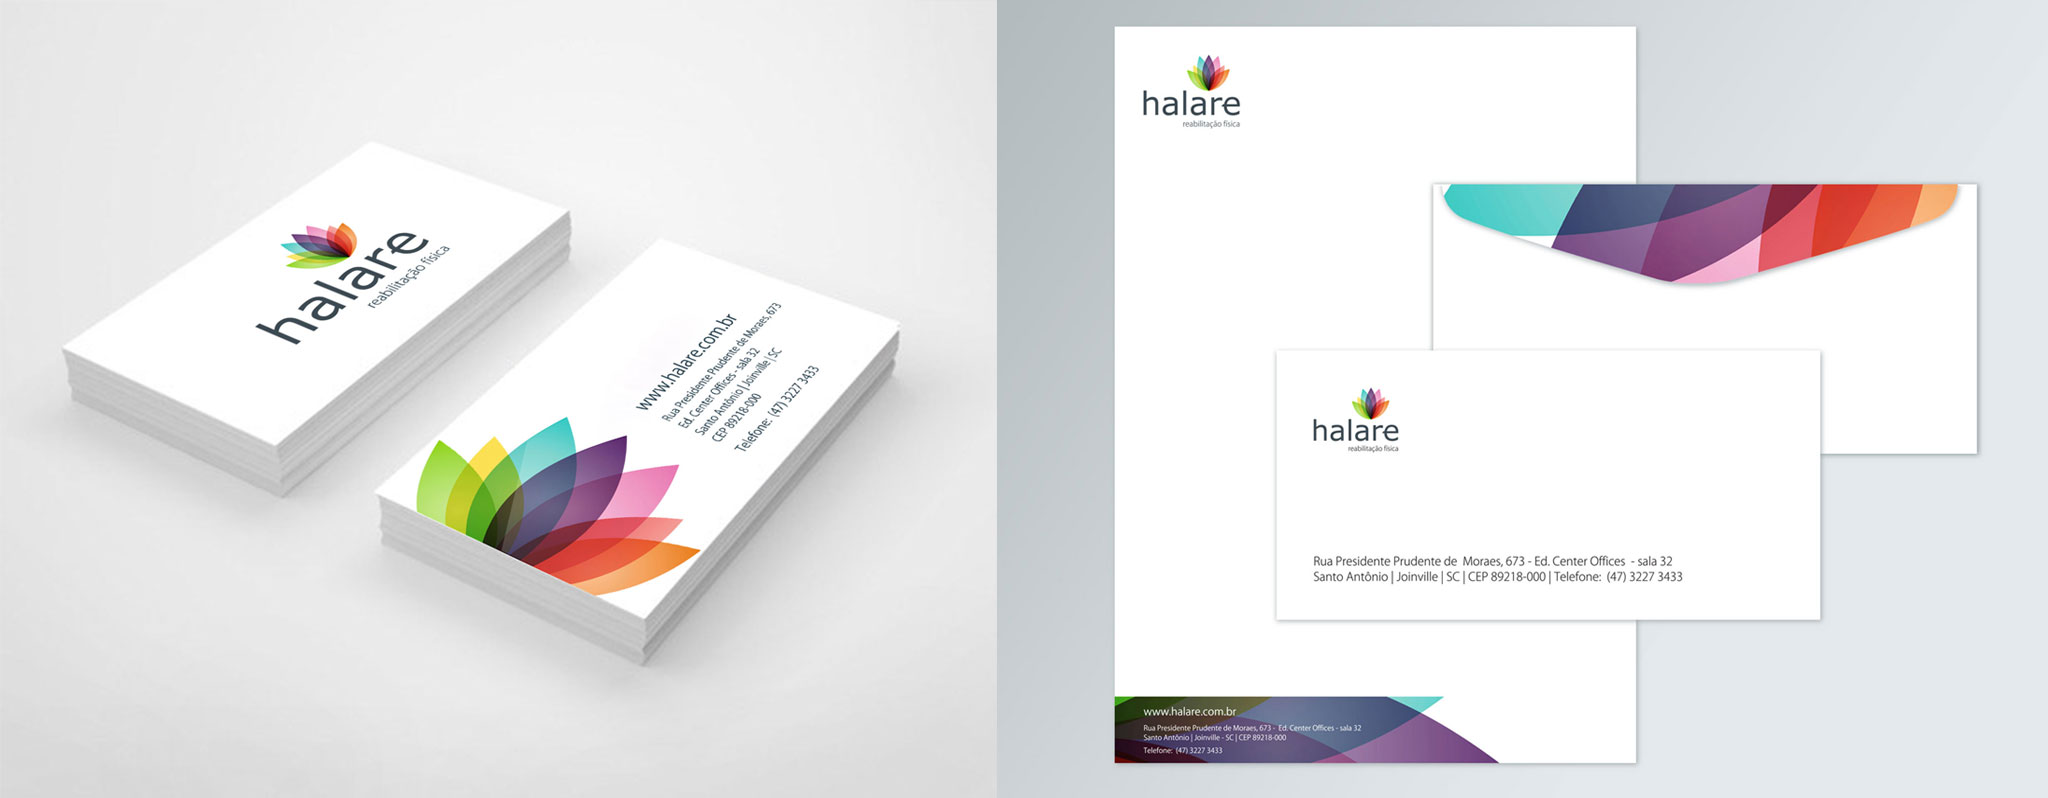 halare
reabilitação física
www.halare.com.br
Rua Presidente Prudente de Moraes, 673
Ed. Center Offices - sala 32
Santo Antônio | Joinville | SC
CEP 89218-000
Telefone: (47) 3227 3433
halare
reabilitação física
halare
reabilitação física
Rua Presidente Prudente de Moraes, 673 - Ed. Center Offices - sala 32
Santo Antônio | Joinville | SC | CEP 89218-000 | Telefone: (47) 3227 3433
www.halare.com.br
Rua Presidente Prudente de Moraes, 673 - Ed. Center Offices - sala 32
Santo Antônio | Joinville - SC | CEP 89218-000
Telefone: (47) 3227 3433